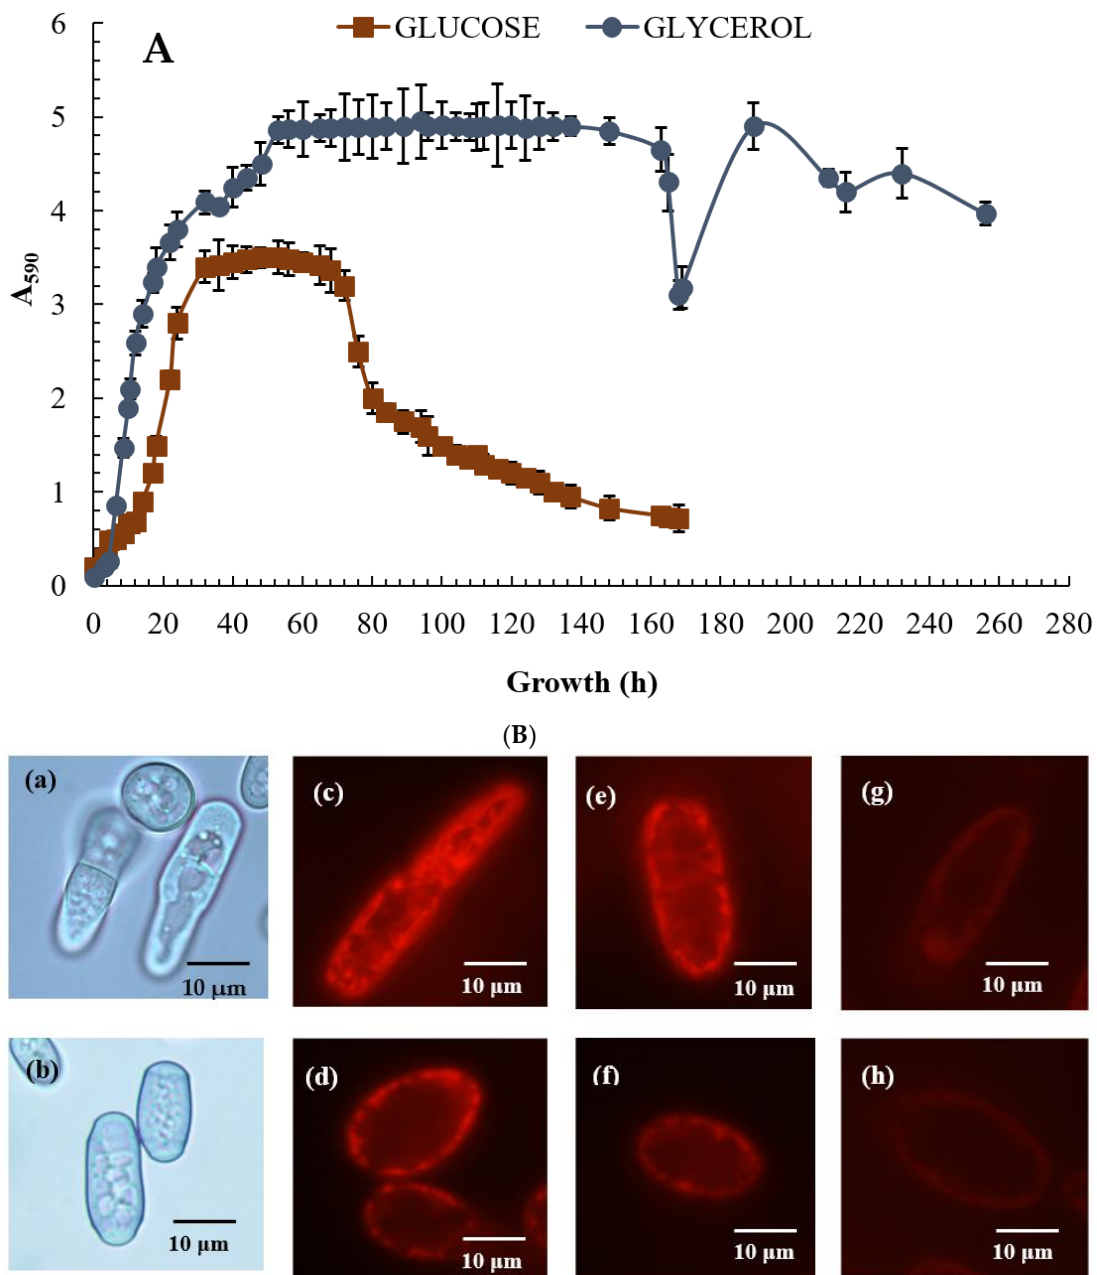 GLUCOSE GLYCEROL
A
6
5
4
3
2
1
0
A590
0 20 40 60 80 100 120 140 160 180 200 220 240 260 280
Growth (h)
(B)
(a) (c) (e) (g)
10 μm 10 μm 10 μm 10 μm
(b) (d) (f) (h)
10 μm 10 μm 10 μm 10 μm